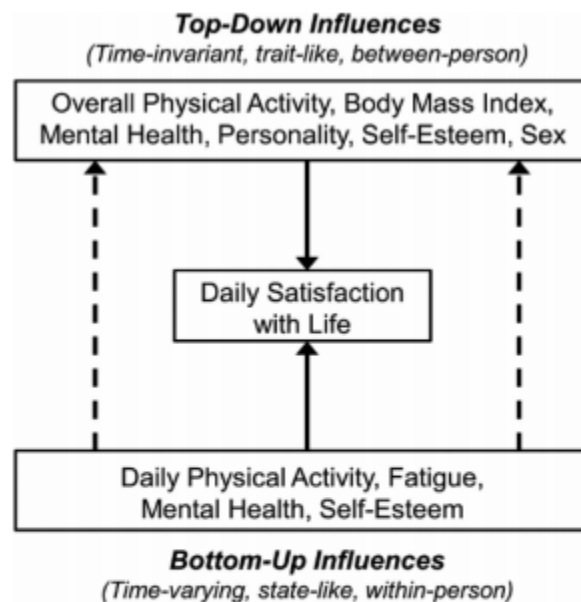 Top-Down Influences
(Time-invariant, trait-like, between-person)
Overall Physical Activity, Body Mass Index,
Mental Health, Personality, Self-Esteem, Sex
Daily Satisfaction
with Life
Daily Physical Activity, Fatigue,
Mental Health, Self-Esteem
Bottom-Up Influences
(Time-varying, state-like, within-person)